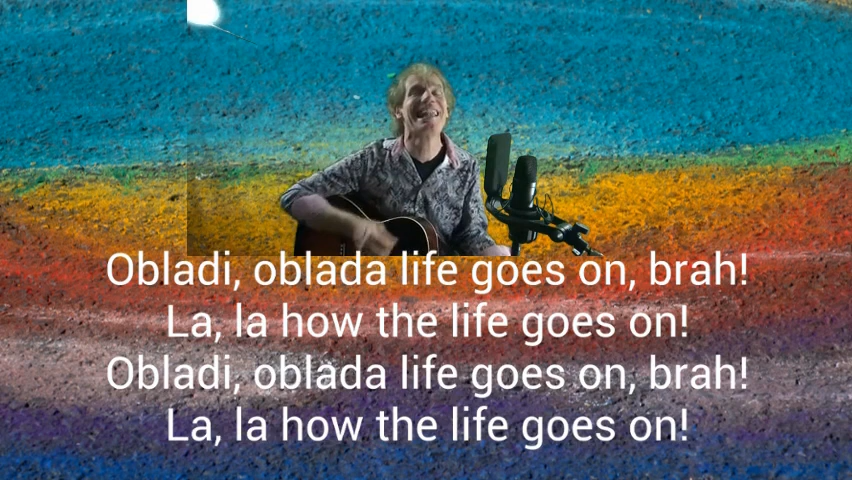 Obladi, oblada life goes on, brah!
La, la how the life goes on!
Obladi, oblada life goes on, brah!
La, la how the life goes on!